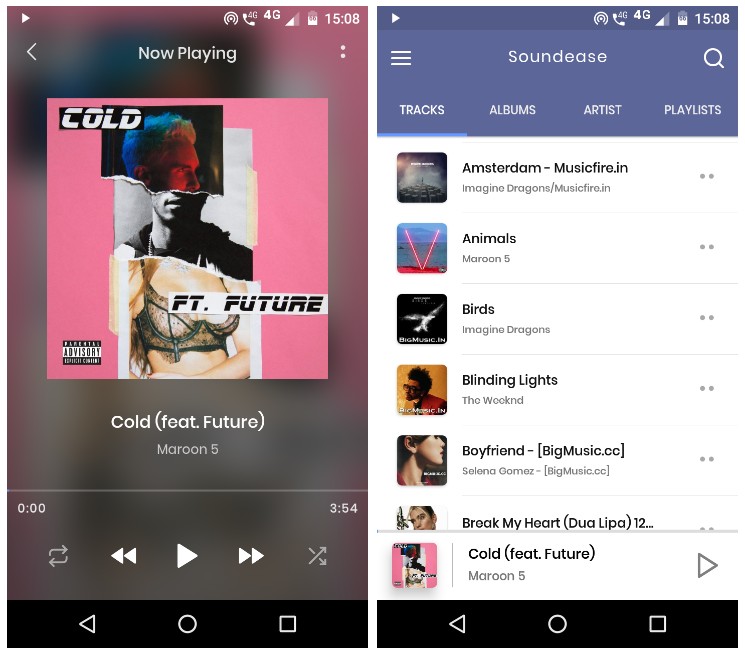 4G 4G 15:08
Now Playing
COLD
FT. FUTURE
PARENTAL
ADVISORY
EXPLICIT CONTENT
Cold (feat. Future)
Maroon 5
0:00 3:54
4G 4G 15:08
Soundease
TRACKS ALBUMS ARTIST PLAYLISTS
Amsterdam - Musicfire.in
Imagine Dragons/Musicfire.in
Animals
Maroon 5
BIGMUSIC.IN
Birds
Imagine Dragons
BIGMUSIC.IN
Blinding Lights
The Weeknd
Boyfriend - [BigMusic.cc]
Selena Gomez - [BigMusic.cc]
Break My Heart (Dua Lipa) 12...
COLD
FT. FUTURE
Cold (feat. Future)
Maroon 5